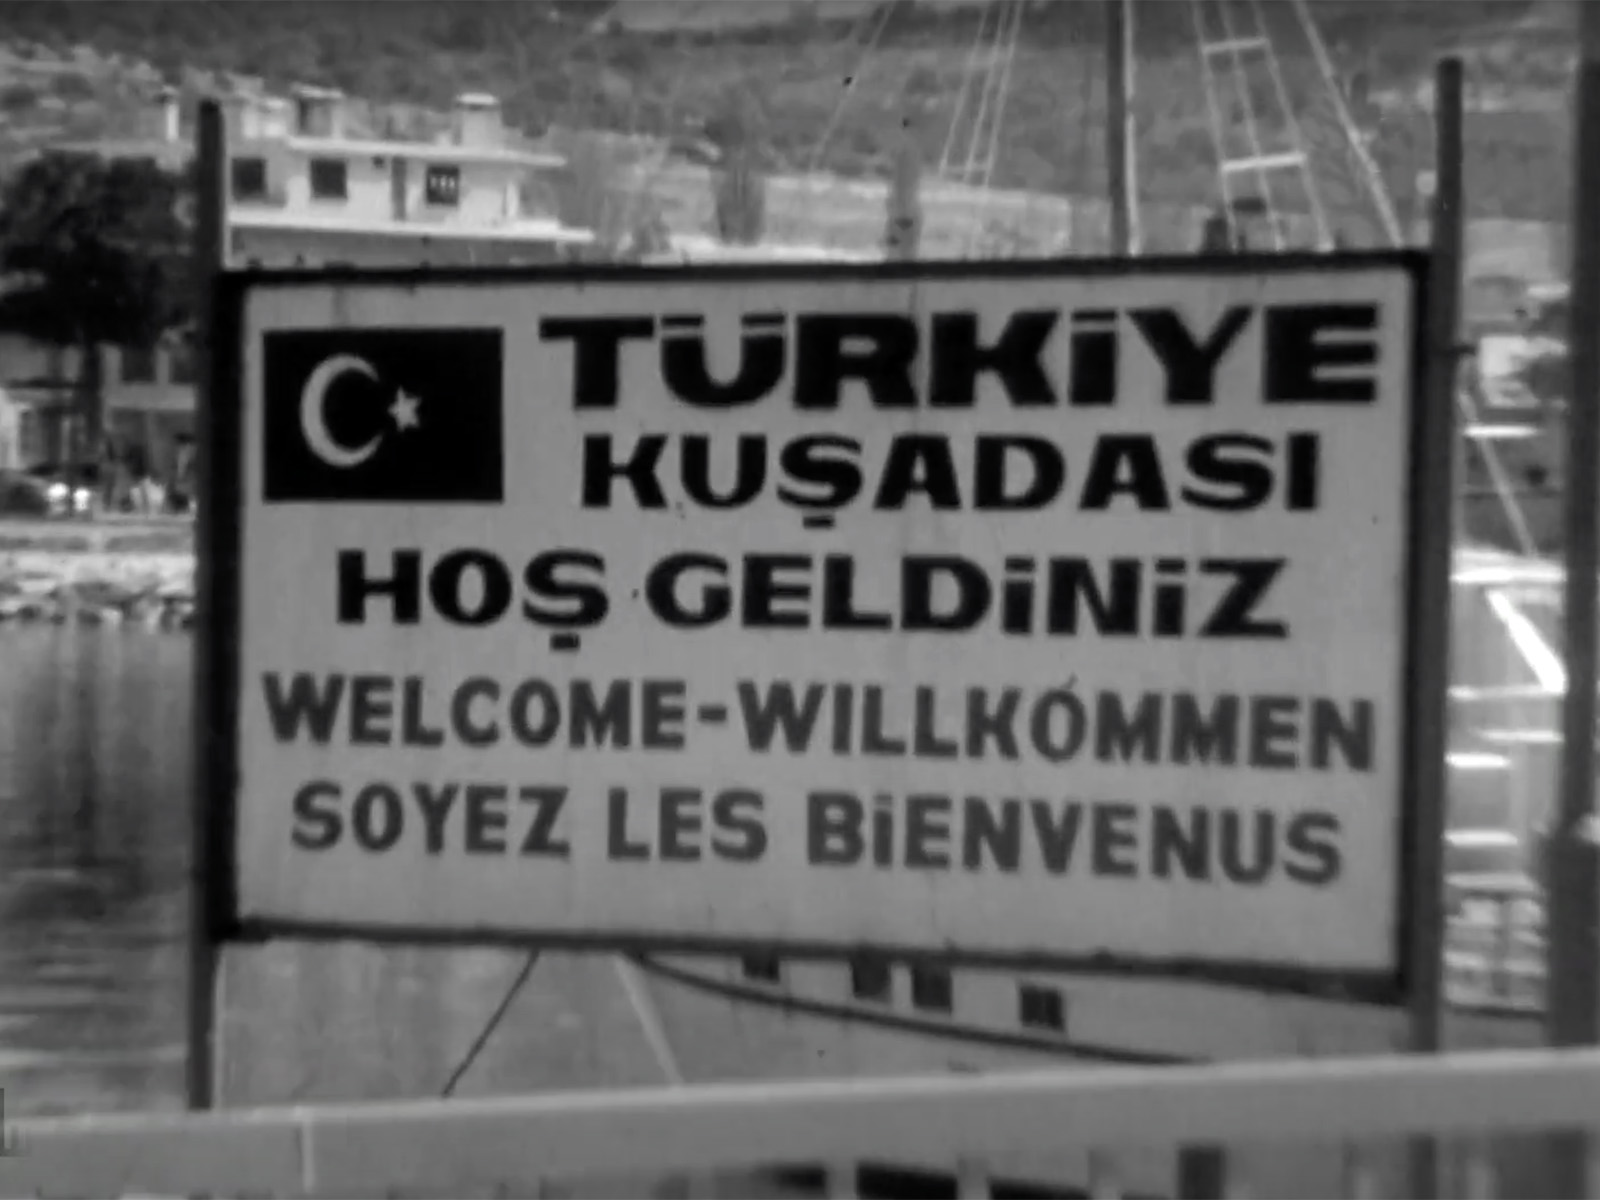 TÜRKİYE
KUŞADASI
HOŞ GELDİNİZ
WELCOME-WILLKOMMEN
SOYEZ LES BİENVENUS